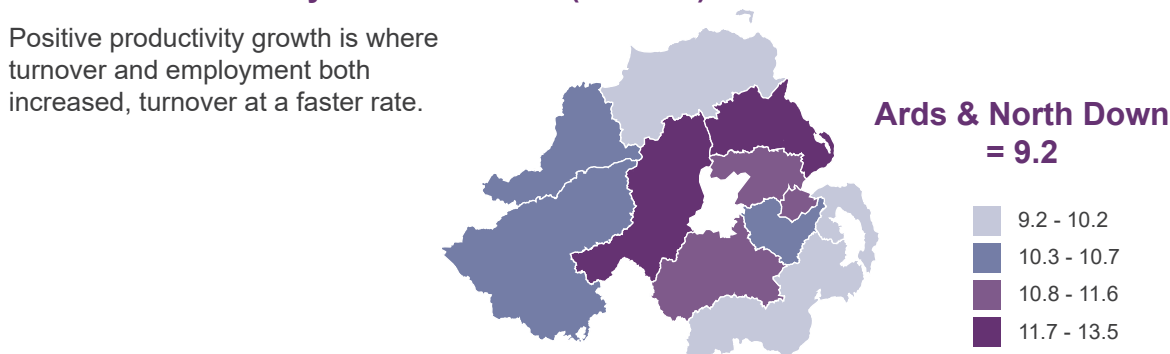 Positive productivity growth is where
turnover and employment both
increased, turnover at a faster rate.
Ards & North Down
= 9.2
9.2 - 10.2
10.3 - 10.7
10.8 - 11.6
11.7 - 13.5